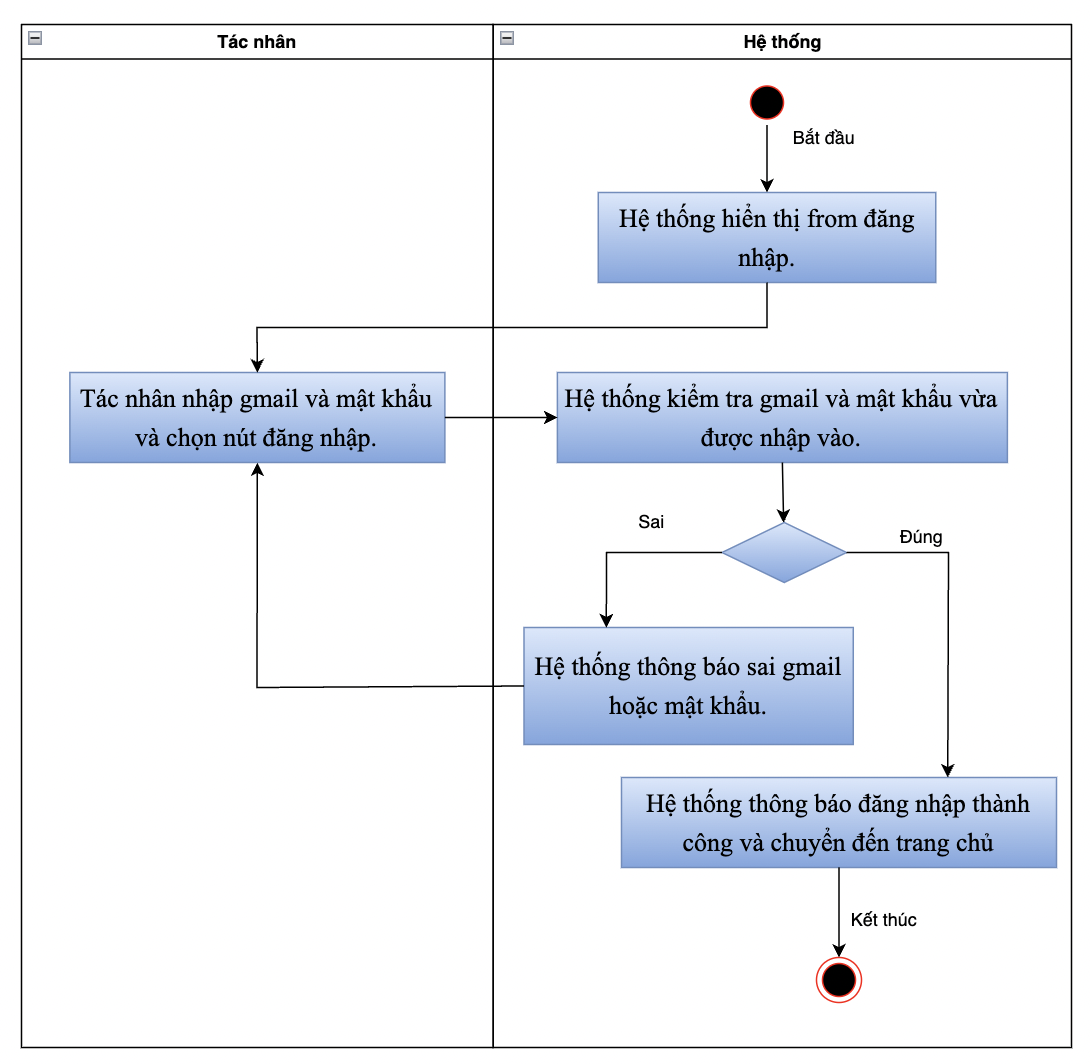 Tác nhân
Hệ thống
Bắt đầu
Hệ thống hiển thị from đăng
nhập.
Tác nhân nhập gmail và mật khẩu
và chọn nút đăng nhập.
Hệ thống kiểm tra gmail và mật khẩu vừa
được nhập vào.
Sai
Đúng
Hệ thống thông báo sai gmail
hoặc mật khẩu.
Hệ thống thông báo đăng nhập thành
công và chuyển đến trang chủ
Kết thúc